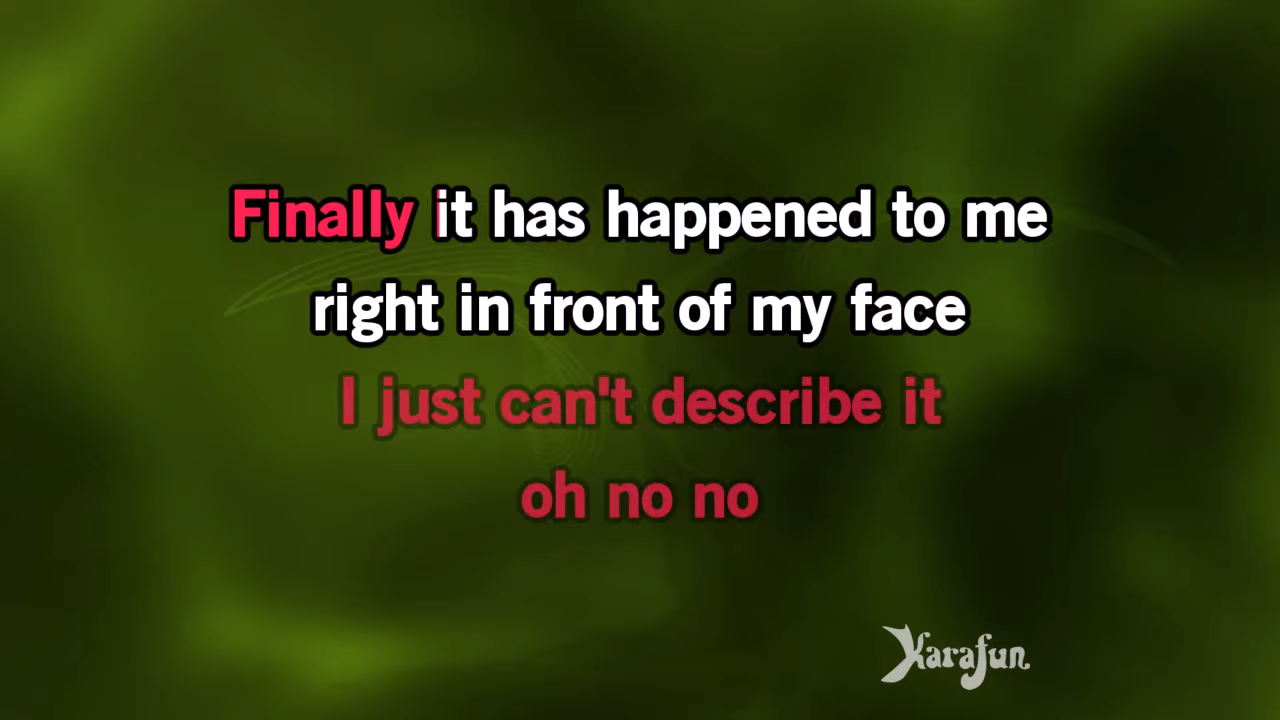 Finally it has happened to me
right in front of my face
I just can't describe it
oh no no
Karafun